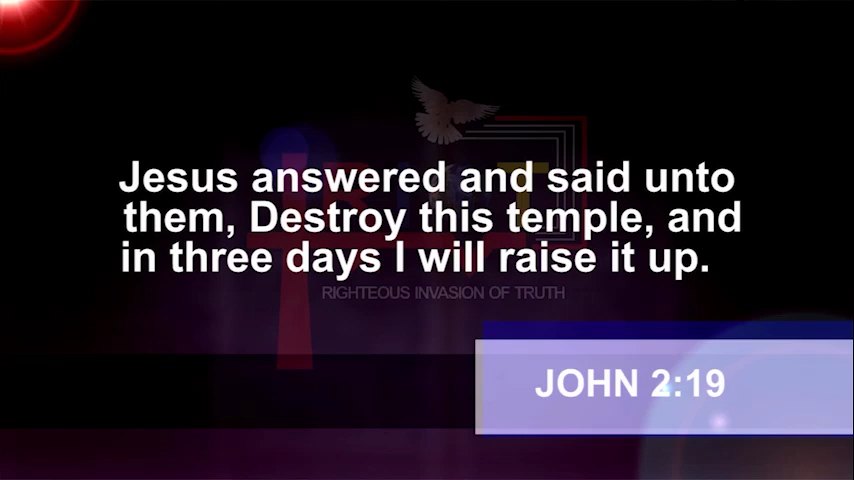 Jesus answered and said unto
them, Destroy this temple, and
in three days I will raise it up.
RIGHTEOUS INVASION OF TRUTH
JOHN 2:19